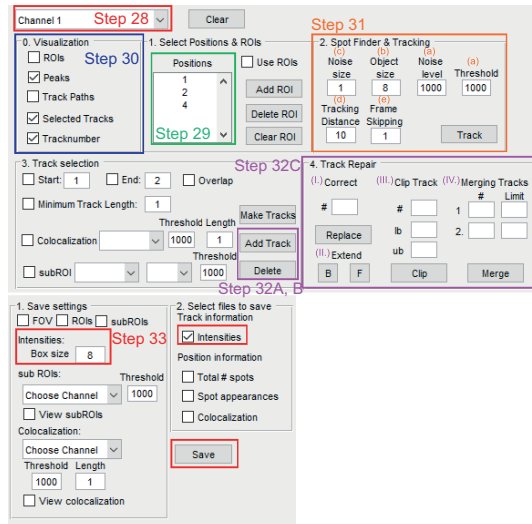 Channel 1
Step 28
Clear
Step 31
0. Visualization
Step 30
ROIs
Peaks
Track Paths
Selected Tracks
Tracknumber
1. Select Positions & ROIs
Positions
1
2
4
Step 29
Use ROIs
Add ROI
Delete ROI
Clear ROI
2. Spot Finder & Tracking
(c) (b) (a)
Noise Object Noise (a)
size size level Threshold
1 8 1000 1000
(d) (e)
Tracking Frame
Distance Skipping
10 1 Track
3. Track selection
Step 32C
Start: 1 End: 2 Overlap
Minimum Track Length: 1
Threshold Length
Make Tracks
Colocalization 1000 1
Add Track
Threshold
subROI 1000
Delete
Step 32A, B
4. Track Repair
(I.) Correct (III.) Clip Track (IV.) Merging Tracks
# Limit
# # 1
Replace lb 2.
(II.) Extend ub
B F Clip Merge
1. Save settings
FOV ROIs subROIs
Intensities:
Step 33
Box size 8
sub ROIs: Threshold
Choose Channel 1000
View subROIs
Colocalization:
Choose Channel
Threshold Length
1000 1
View colocalization
2. Select files to save
Track information
Intensities
Position information
Total # spots
Spot appearances
Colocalization
Save